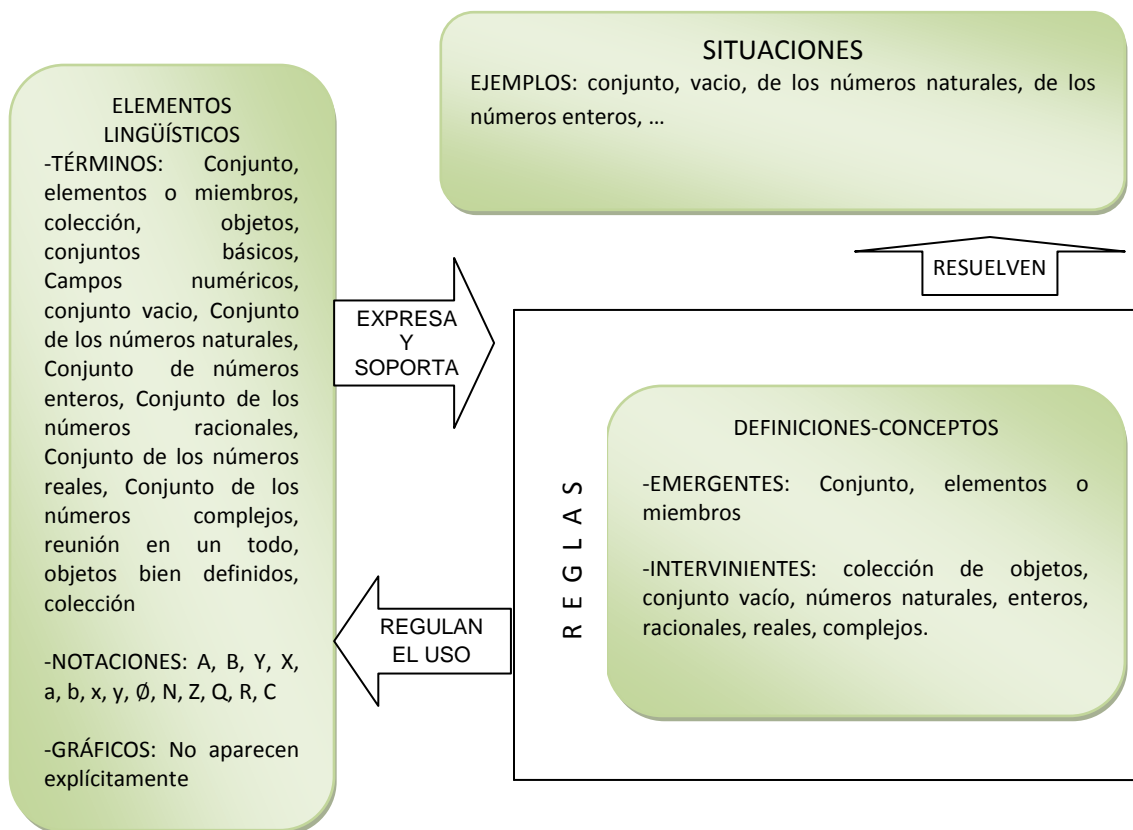 SITUACIONES
EJEMPLOS: conjunto, vacio, de los números naturales, de los
números enteros, …
ELEMENTOS
LINGÜÍSTICOS
-TÉRMINOS: Conjunto,
elementos o miembros,
colección, objetos,
conjuntos básicos,
Campos numéricos,
conjunto vacio, Conjunto
de los números naturales,
Conjunto de números
enteros, Conjunto de los
números racionales,
Conjunto de los números
reales, Conjunto de los
números complejos,
reunión en un todo,
objetos bien definidos,
colección
-NOTACIONES: A, B, Y, X,
a, b, x, y, Ø, N, Z, Q, R, C
-GRÁFICOS: No aparecen
explícitamente
EXPRESA
Y
SOPORTA
RESUELVEN
REGULAN
EL USO
R E G L A S
DEFINICIONES-CONCEPTOS
-EMERGENTES: Conjunto, elementos o
miembros
-INTERVINIENTES: colección de objetos,
conjunto vacío, números naturales, enteros,
racionales, reales, complejos.